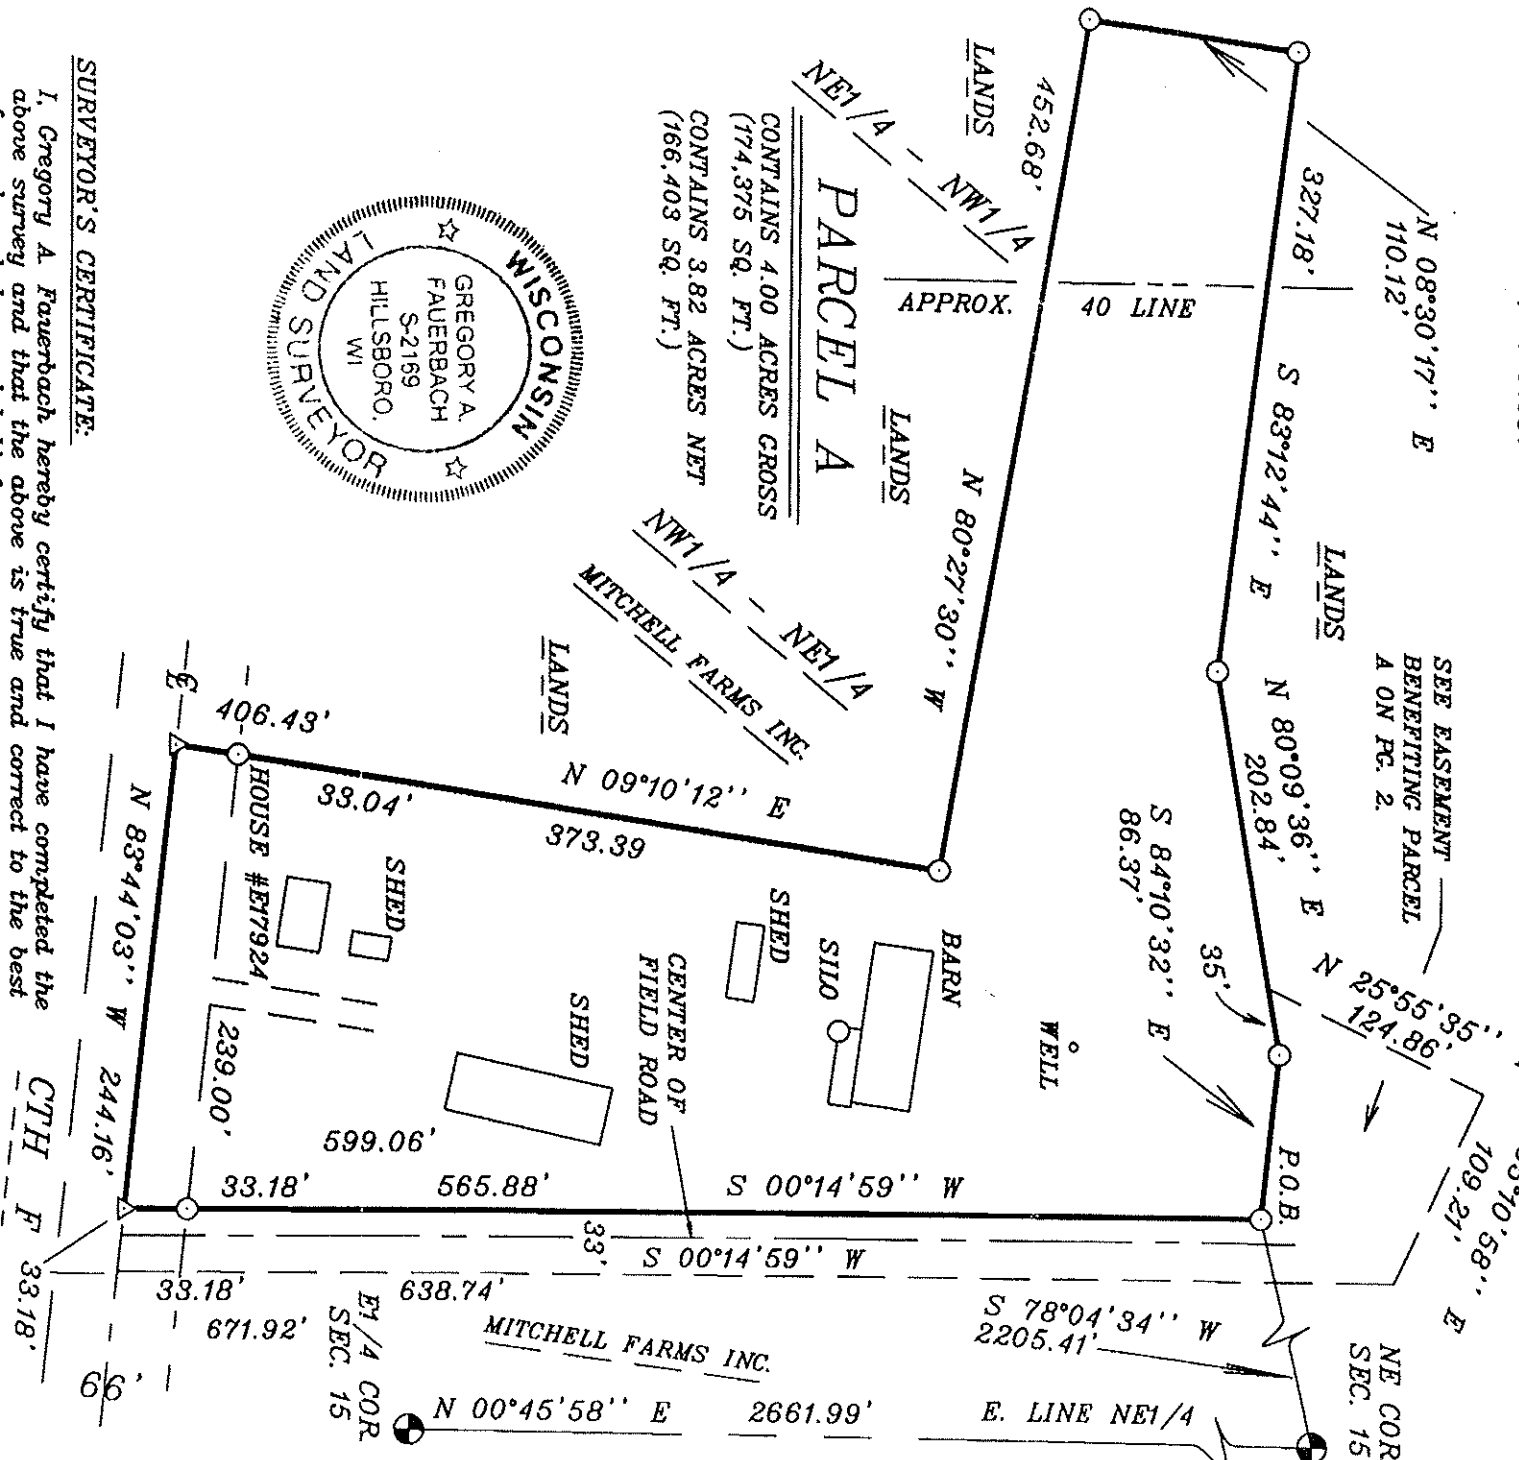 N 08°30'17'' E
110.12'
327.18'
S 83°12'44'' E
LANDS
452.68'
N 80°27'30'' W
LANDS
NE1/4 - NW1/4
APPROX. 40 LINE
PARCEL A
CONTAINS 4.00 ACRES GROSS
(174,375 SQ. FT.)
CONTAINS 3.82 ACRES NET
(166,403 SQ. FT.)
LANDS
NW1/4 - NE1/4
MITCHELL FARMS INC.
LANDS
SEE EASEMENT
BENEFITING PARCEL
A ON PG. 2.
N 80°09'36'' E
202.84'
S 84°10'32'' E
86.37'
35'
N 25°55'35''
124.86'
10'58'' E
109.21'
P.O.B.
WELL
BARN
SILO
SHED
CENTER OF
FIELD ROAD
SHED
SHED
HOUSE #E17924
N 09°10'12'' E
373.39
33.04'
406.43'
N 83°44'03'' W 244.16'
239.00'
599.06'
33.18'
565.88'
S 00°14'59'' W
33'
S 00°14'59'' W
33.18'
638.74'
671.92'
CTH F
33.18'
66'
E1/4 COR
SEC. 15
MITCHELL FARMS INC.
S 78°04'34'' W
2205.41'
NE COR
SEC. 15
N 00°45'58'' E 2661.99' E. LINE NE1/4
WISCONSIN
GREGORY A.
FAUERBACH
S-2169
HILLSBORO,
WI
LAND SURVEYOR
SURVEYOR'S CERTIFICATE:
I, Gregory A. Fauerbach hereby certify that I have completed the
above survey and that the above is true and correct to the best